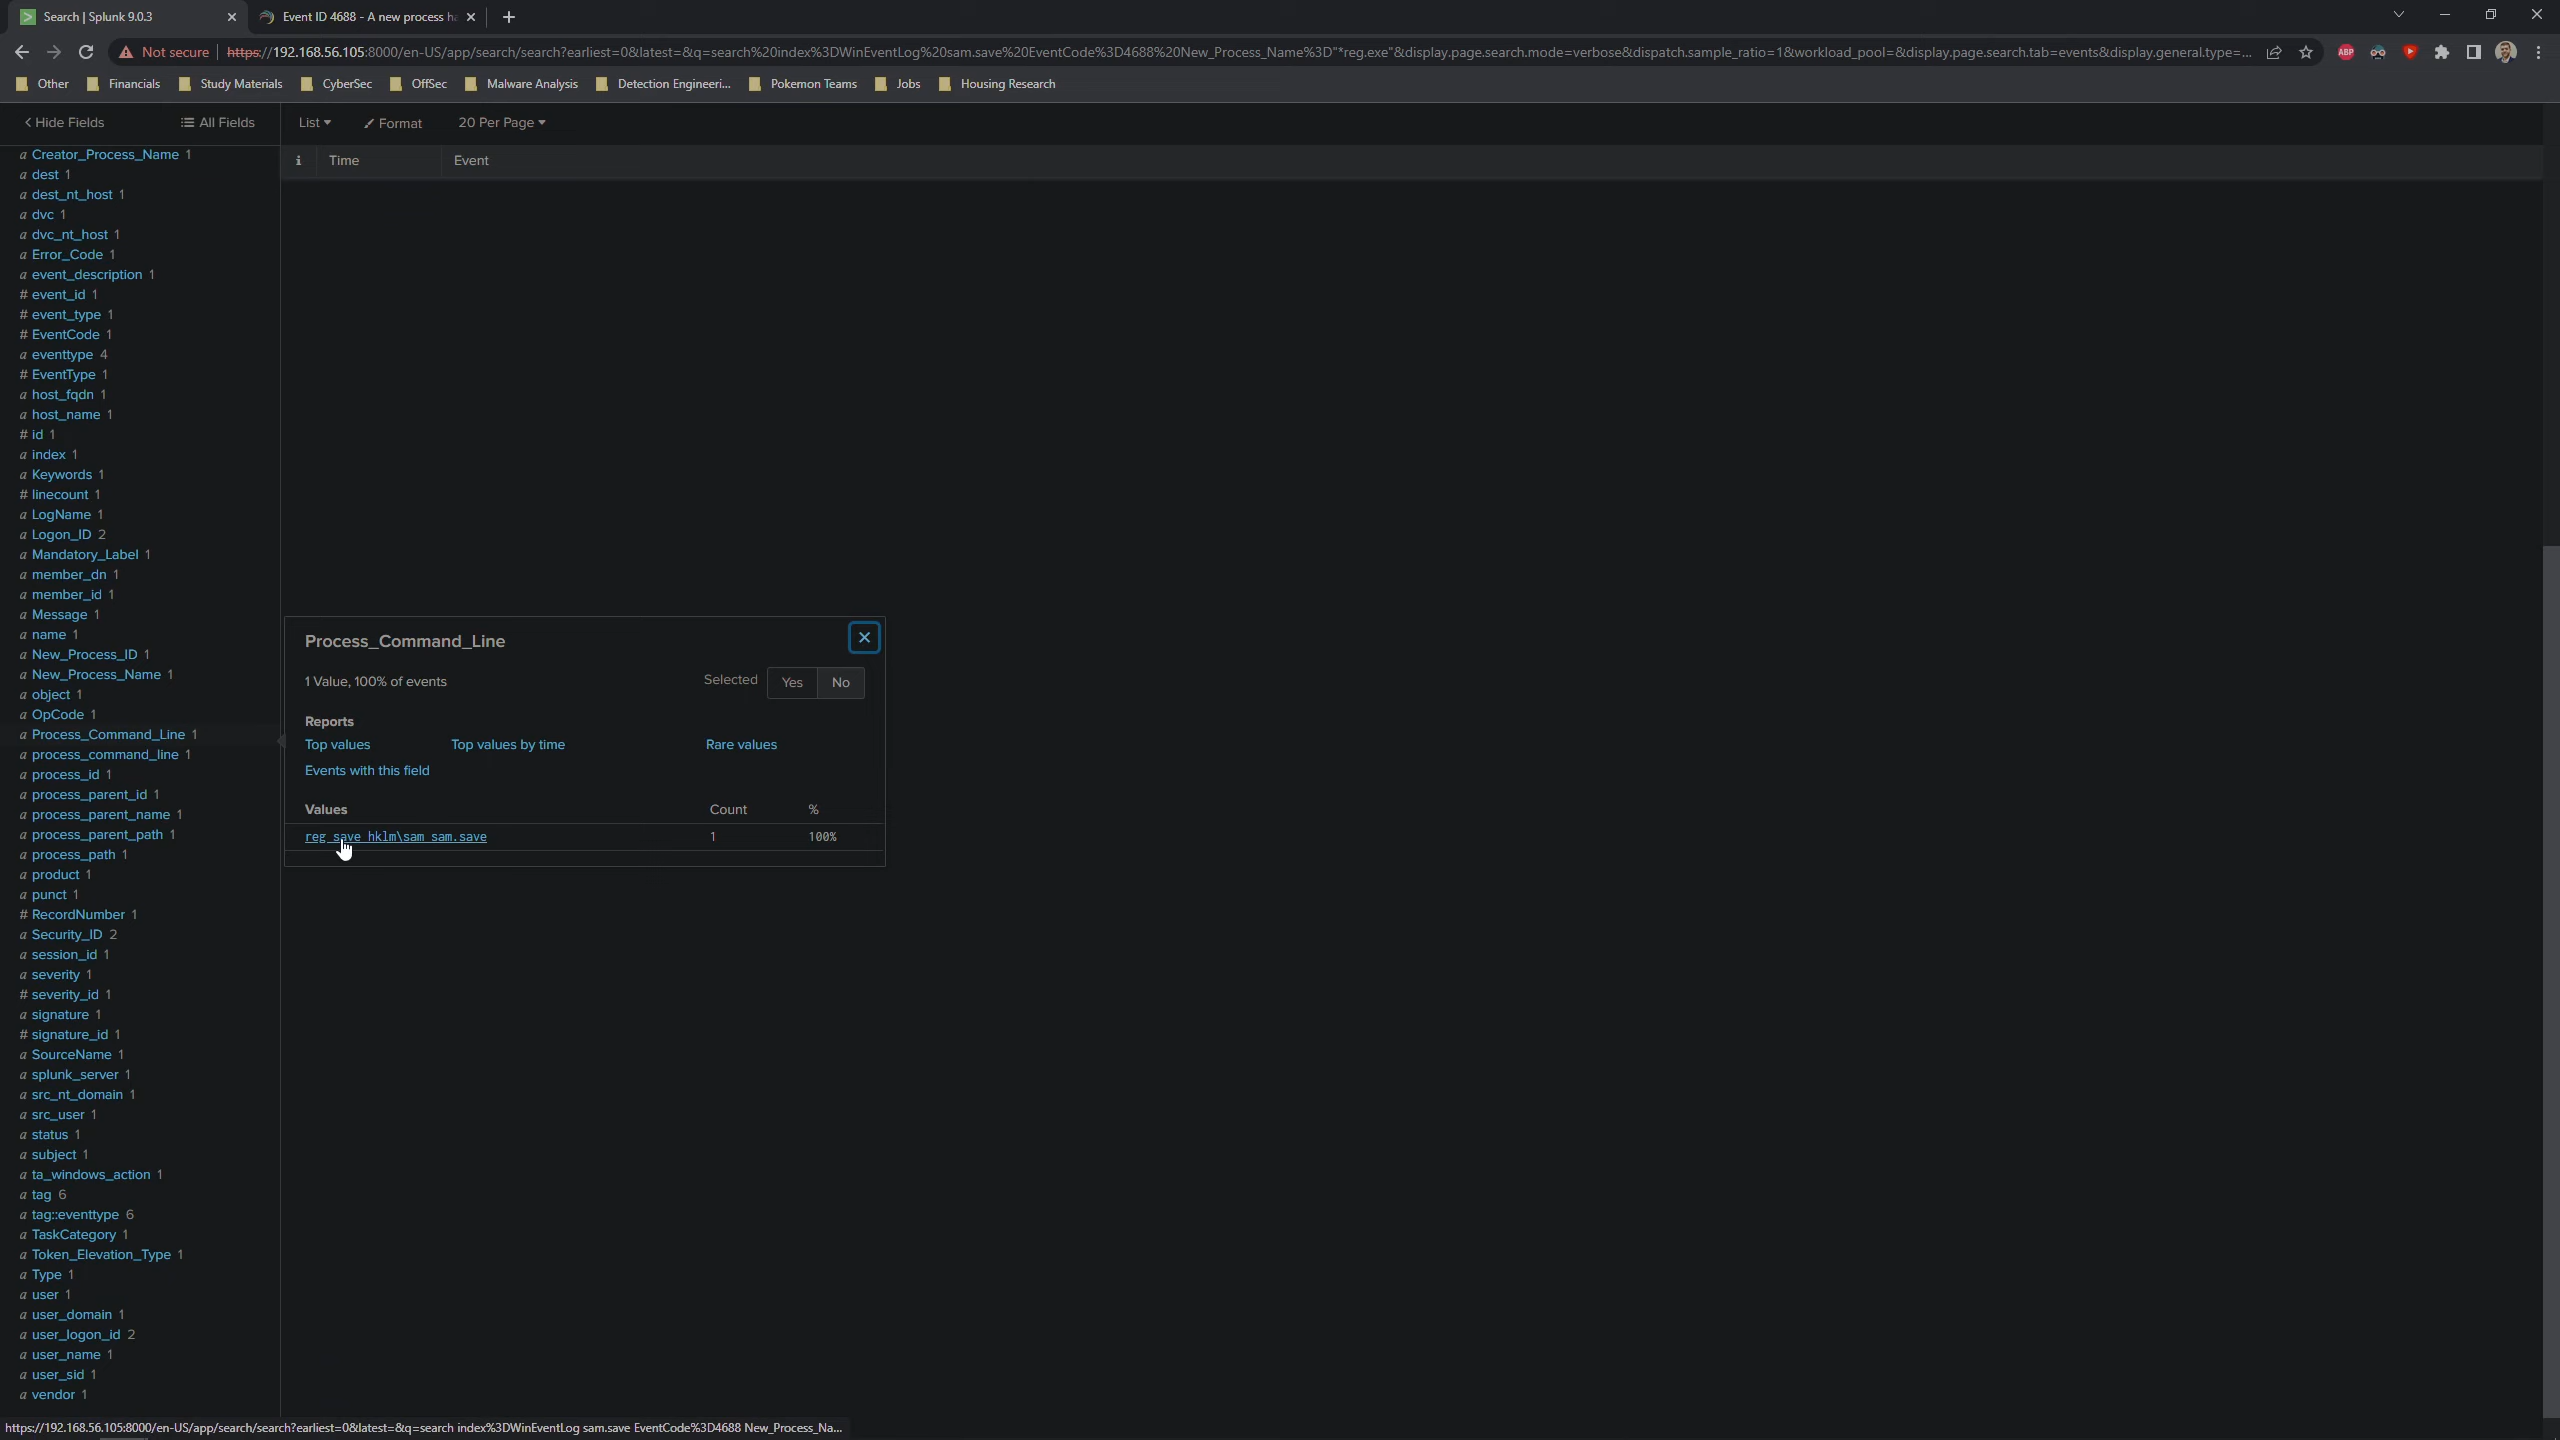 Search | Splunk 9.0.3
Event ID 4688 - A new process ha
Not secure
https://192.168.56.105:8000/en-US/app/search/search?earliest=0&latest=&q=search%20index%3DWinEventLog%20sam.save%20EventCode%3D4688%20New_Process_Name%3D"*reg.exe"&display.page.search.mode=verbose&dispatch.sample_ratio=1&workload_pool=&display.page.search.tab=events&display.general.type=...
ABP
Other
Financials
Study Materials
CyberSec
OffSec
Malware Analysis
Detection Engineeri...
Pokemon Teams
Jobs
Housing Research
Hide Fields
All Fields
List
Format
20 Per Page
i
Time
Event
a Creator_Process_Name 1
a dest 1
a dest_nt_host 1
a dvc 1
a dvc_nt_host 1
a Error_Code 1
a event_description 1
# event_id 1
# event_type 1
# EventCode 1
a eventtype 4
# EventType 1
a host_fqdn 1
a host_name 1
# id 1
a index 1
a Keywords 1
# linecount 1
a LogName 1
a Logon_ID 2
a Mandatory_Label 1
a member_dn 1
a member_id 1
a Message 1
a name 1
a New_Process_ID 1
a New_Process_Name 1
a object 1
a OpCode 1
a Process_Command_Line 1
a process_command_line 1
a process_id 1
a process_parent_id 1
a process_parent_name 1
a process_parent_path 1
a process_path 1
a product 1
a punct 1
# RecordNumber 1
a Security_ID 2
a session_id 1
a severity 1
# severity_id 1
a signature 1
# signature_id 1
a SourceName 1
a splunk_server 1
a src_nt_domain 1
a src_user 1
a status 1
a subject 1
a ta_windows_action 1
a tag 6
a tag::eventtype 6
a TaskCategory 1
a Token_Elevation_Type 1
a Type 1
a user 1
a user_domain 1
a user_logon_id 2
a user_name 1
a user_sid 1
a vendor 1
Process_Command_Line
1 Value, 100% of events
Selected
Yes
No
Reports
Top values
Top values by time
Rare values
Events with this field
Values
Count
%
reg save hklm\sam sam.save
1
100%
https://192.168.56.105:8000/en-US/app/search/search?earliest=0&latest=&q=search index%3DWinEventLog sam.save EventCode%3D4688 New_Process_Na...